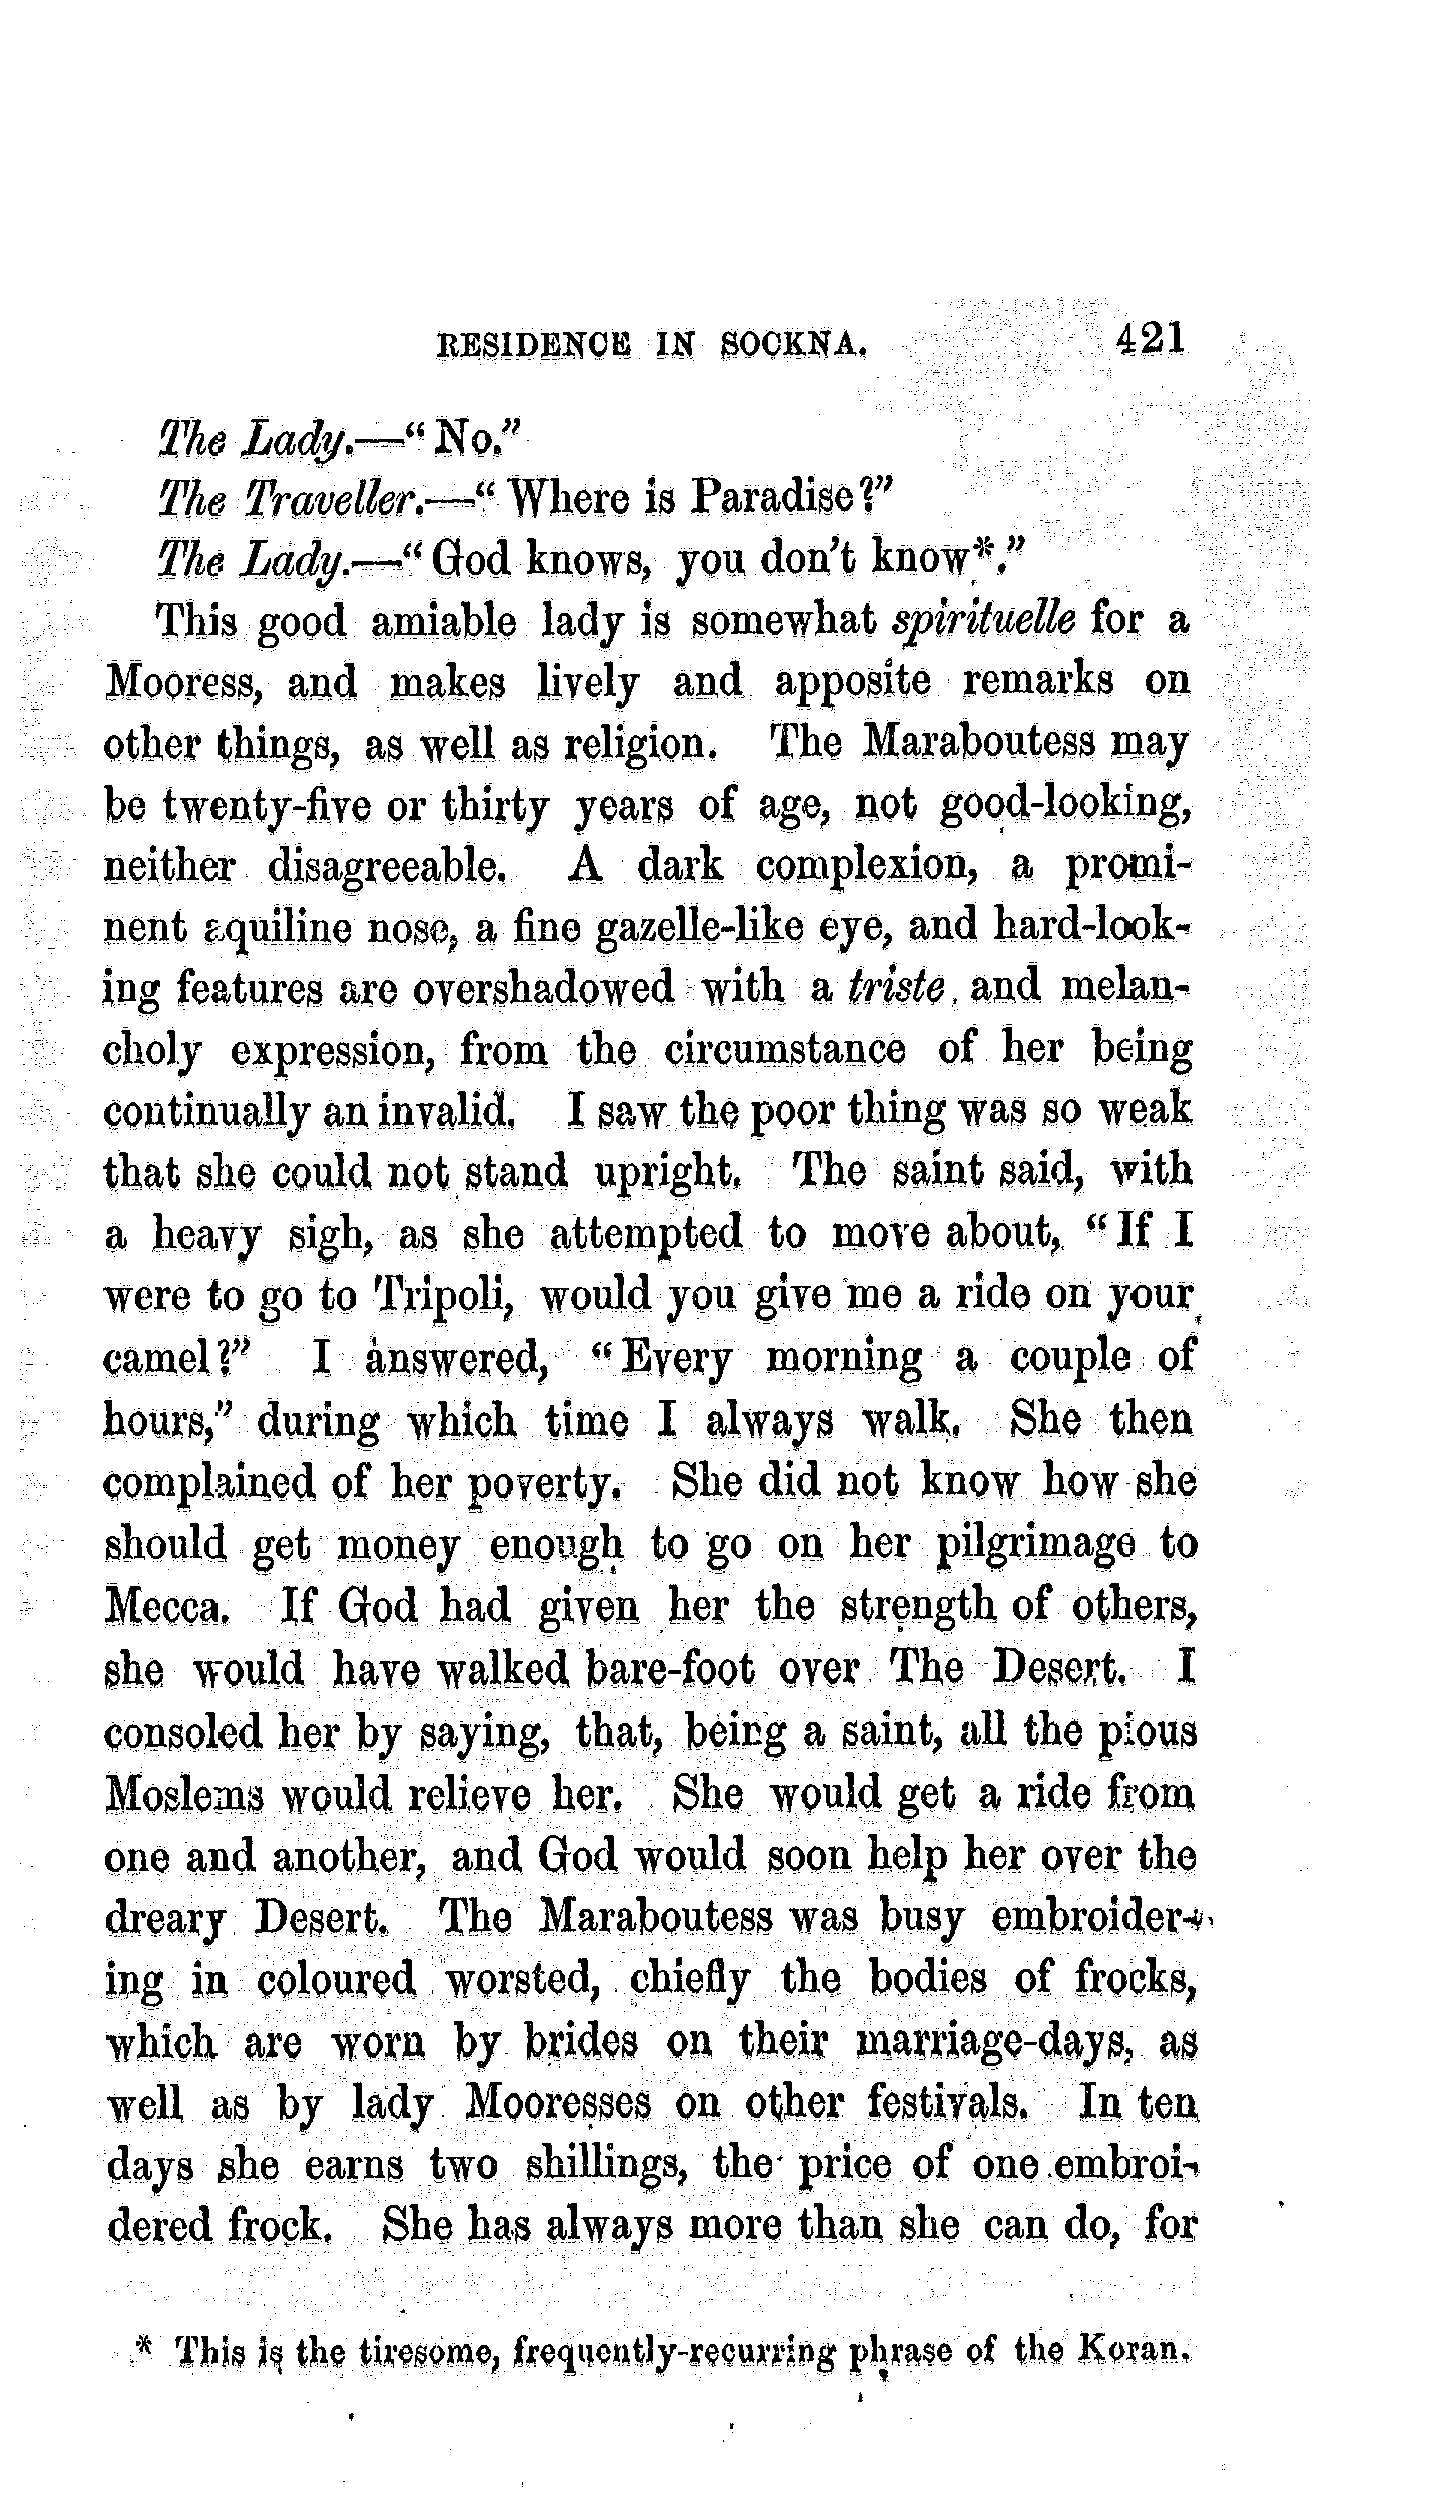 RESIDENCE IN SOCKNA. 421
The Lady.—“No.”
The Traveller.—“Where is Paradise?”
The Lady.—“God knows, you don’t know*.”
This good amiable lady is somewhat spirituelle for a
Mooress, and makes lively and apposite remarks on
other things, as well as religion. The Maraboutess may
be twenty-five or thirty years of age, not good-looking,
neither disagreeable. A dark complexion, a promi-
nent aquiline nose, a fine gazelle-like eye, and hard-look-
ing features are overshadowed with a triste and melan-
choly expression, from the circumstance of her being
continually an invalid. I saw the poor thing was so weak
that she could not stand upright. The saint said, with
a heavy sigh, as she attempted to move about, “If I
were to go to Tripoli, would you give me a ride on your
camel?” I answered, “Every morning a couple of
hours,” during which time I always walk. She then
complained of her poverty. She did not know how she
should get money enough to go on her pilgrimage to
Mecca. If God had given her the strength of others,
she would have walked bare-foot over The Desert. I
consoled her by saying, that, being a saint, all the pious
Moslems would relieve her. She would get a ride from
one and another, and God would soon help her over the
dreary Desert. The Maraboutess was busy embroider-
ing in coloured worsted, chiefly the bodies of frocks,
which are worn by brides on their marriage-days, as
well as by lady Mooresses on other festivals. In ten
days she earns two shillings, the price of one embroi-
dered frock. She has always more than she can do, for
* This is the tiresome, frequently-recurring phrase of the Koran.